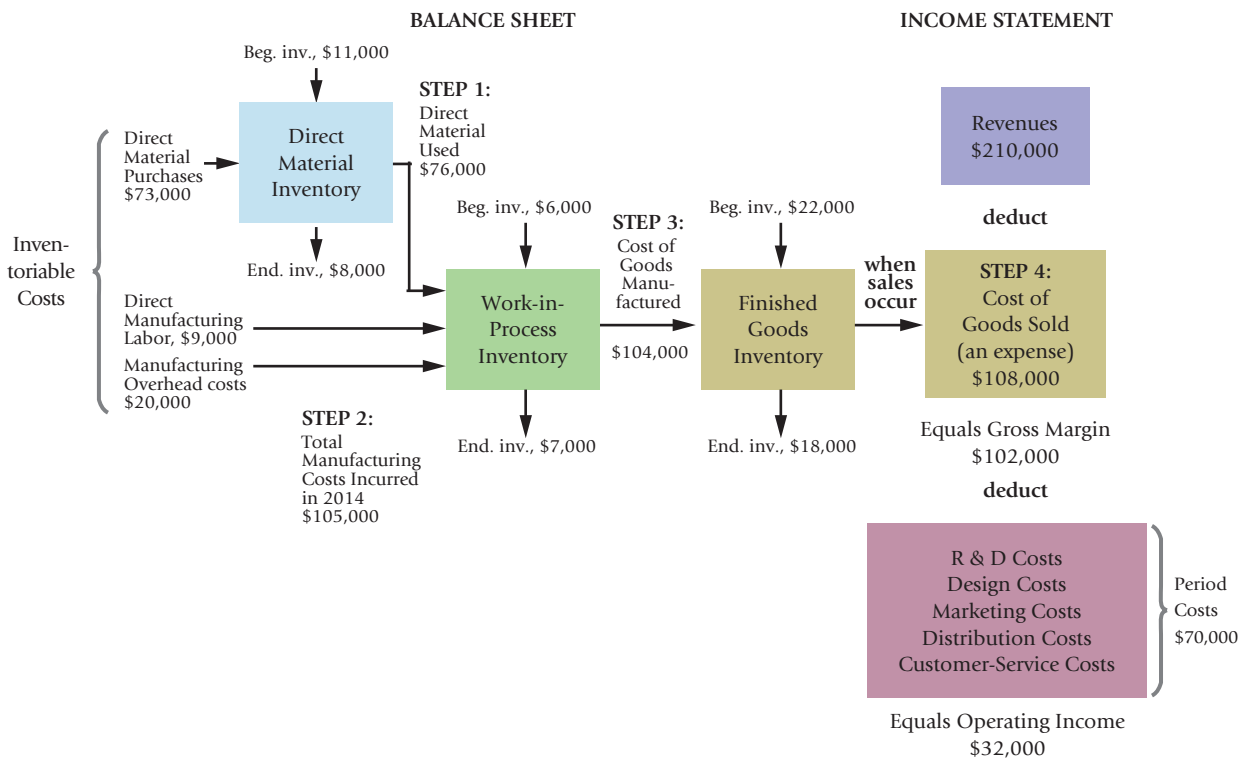 BALANCE SHEET
INCOME STATEMENT
Beg. inv., $11,000
Direct
Material
Purchases
$73,000
Direct
Material
Inventory
STEP 1:
Direct
Material
Used
$76,000
End. inv., $8,000
Inven-
toriable
Costs
Direct
Manufacturing
Labor, $9,000
Manufacturing
Overhead costs
$20,000
STEP 2:
Total
Manufacturing
Costs Incurred
in 2014
$105,000
Beg. inv., $6,000
Work-in-
Process
Inventory
End. inv., $7,000
STEP 3:
Cost of
Goods
Manu-
factured
$104,000
Beg. inv., $22,000
Finished
Goods
Inventory
End. inv., $18,000
when
sales
occur
Revenues
$210,000
deduct
STEP 4:
Cost of
Goods Sold
(an expense)
$108,000
Equals Gross Margin
$102,000
deduct
R & D Costs
Design Costs
Marketing Costs
Distribution Costs
Customer-Service Costs
Period
Costs
$70,000
Equals Operating Income
$32,000